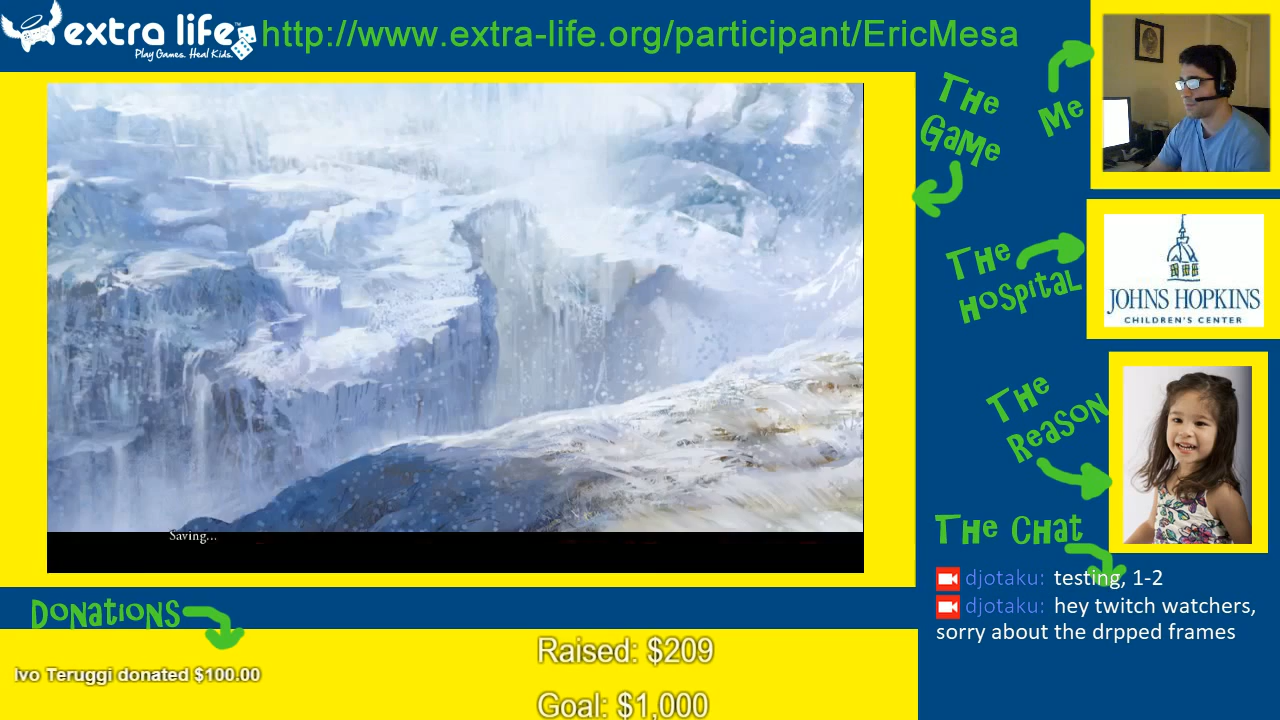 extra life
Play Games. Heal Kids.
http://www.extra-life.org/participant/EricMesa
The Game
Me
The Hospital
JOHNS HOPKINS
CHILDREN'S CENTER
The Reason
Saving...
The Chat
djotaku: testing, 1-2
djotaku: hey twitch watchers,
sorry about the drpped frames
Donations
Ivo Teruggi donated $100.00
Raised: $209
Goal: $1,000